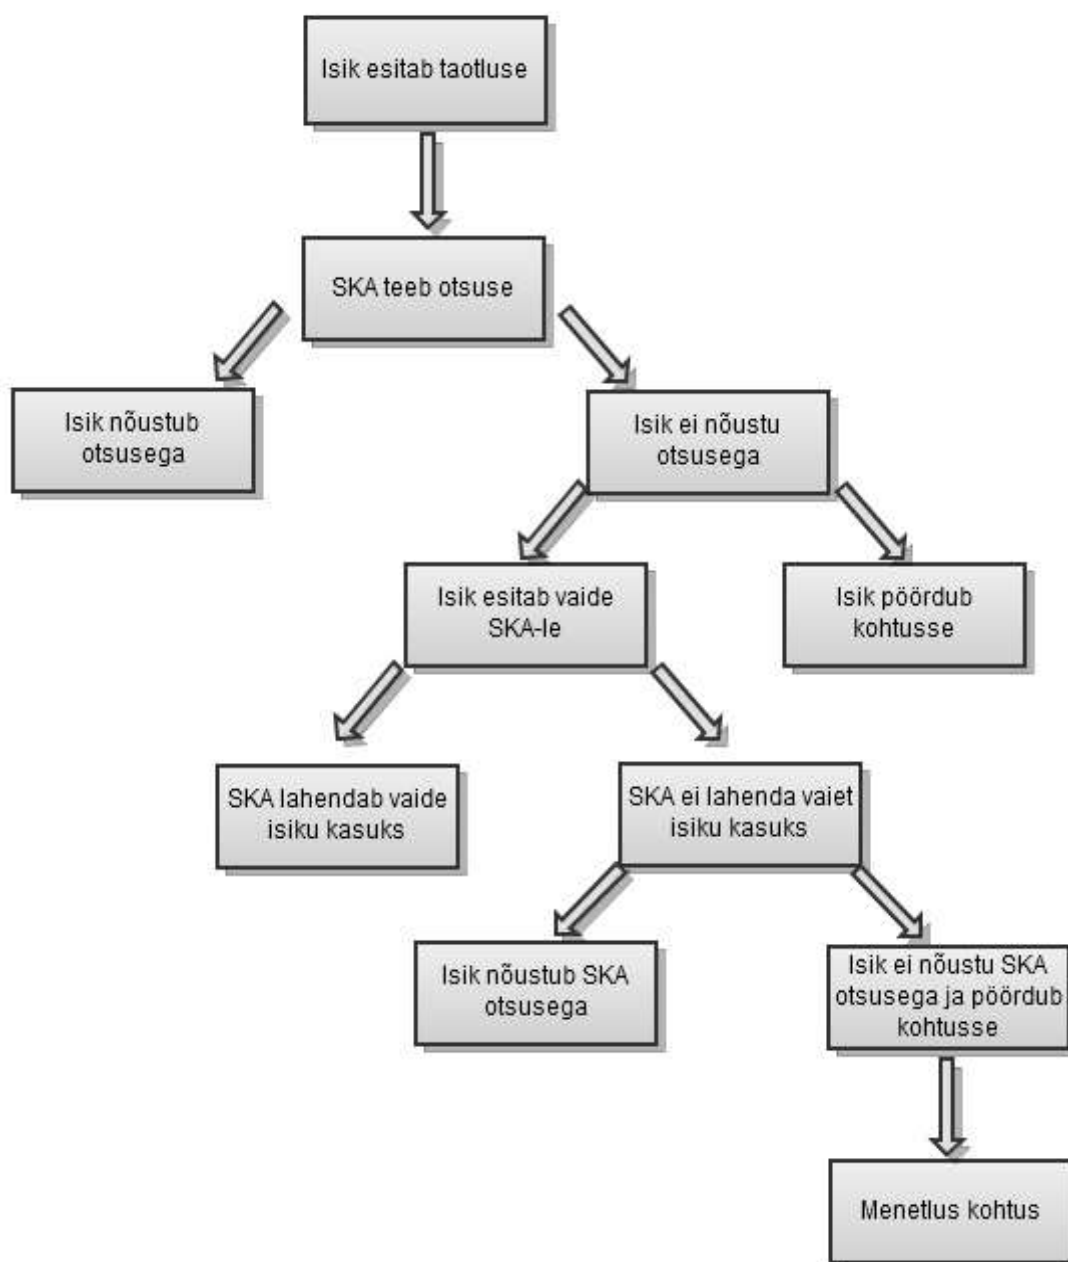 Isik esitab taotluse
SKA teeb otsuse
Isik nõustub
otsusega
Isik ei nõustu
otsusega
Isik esitab vaide
SKA-le
Isik pöördub
kohtusse
SKA lahendab vaide
isiku kasuks
SKA ei lahenda vaiet
isiku kasuks
Isik nõustub SKA
otsusega
Isik ei nõustu SKA
otsusega ja pöördub
kohtusse
Menetlus kohtus